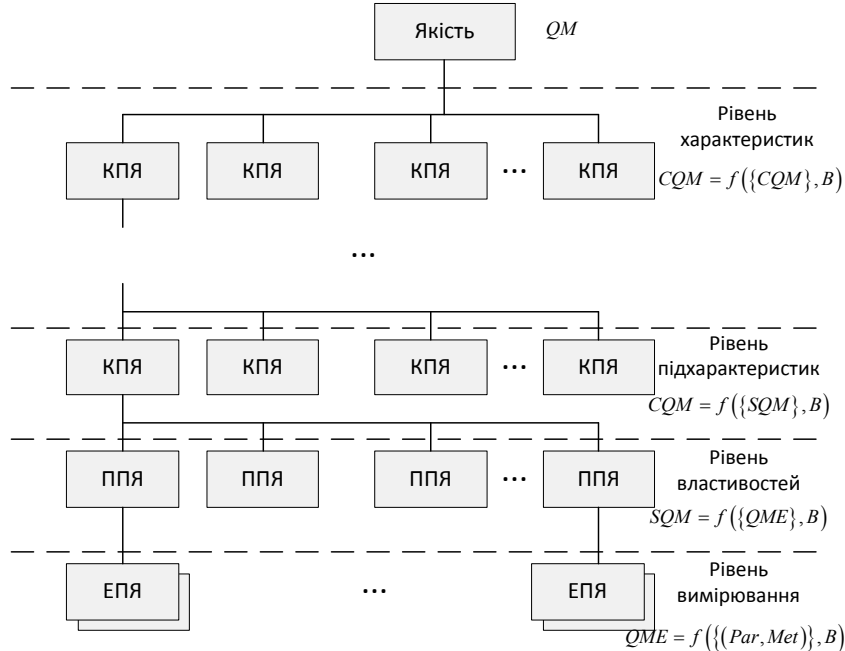 Якість
QM
Рівень
характеристик
КПЯ КПЯ КПЯ ... КПЯ
CQM = f({CQM}, B)
...
Рівень
підхарактеристик
КПЯ КПЯ КПЯ ... КПЯ
CQM = f({SQM}, B)
Рівень
властивостей
ППЯ ППЯ ППЯ ... ППЯ
SQM = f({QME}, B)
Рівень
вимірювання
ЕПЯ ... ЕПЯ
QME = f({(Par, Met)}, B)